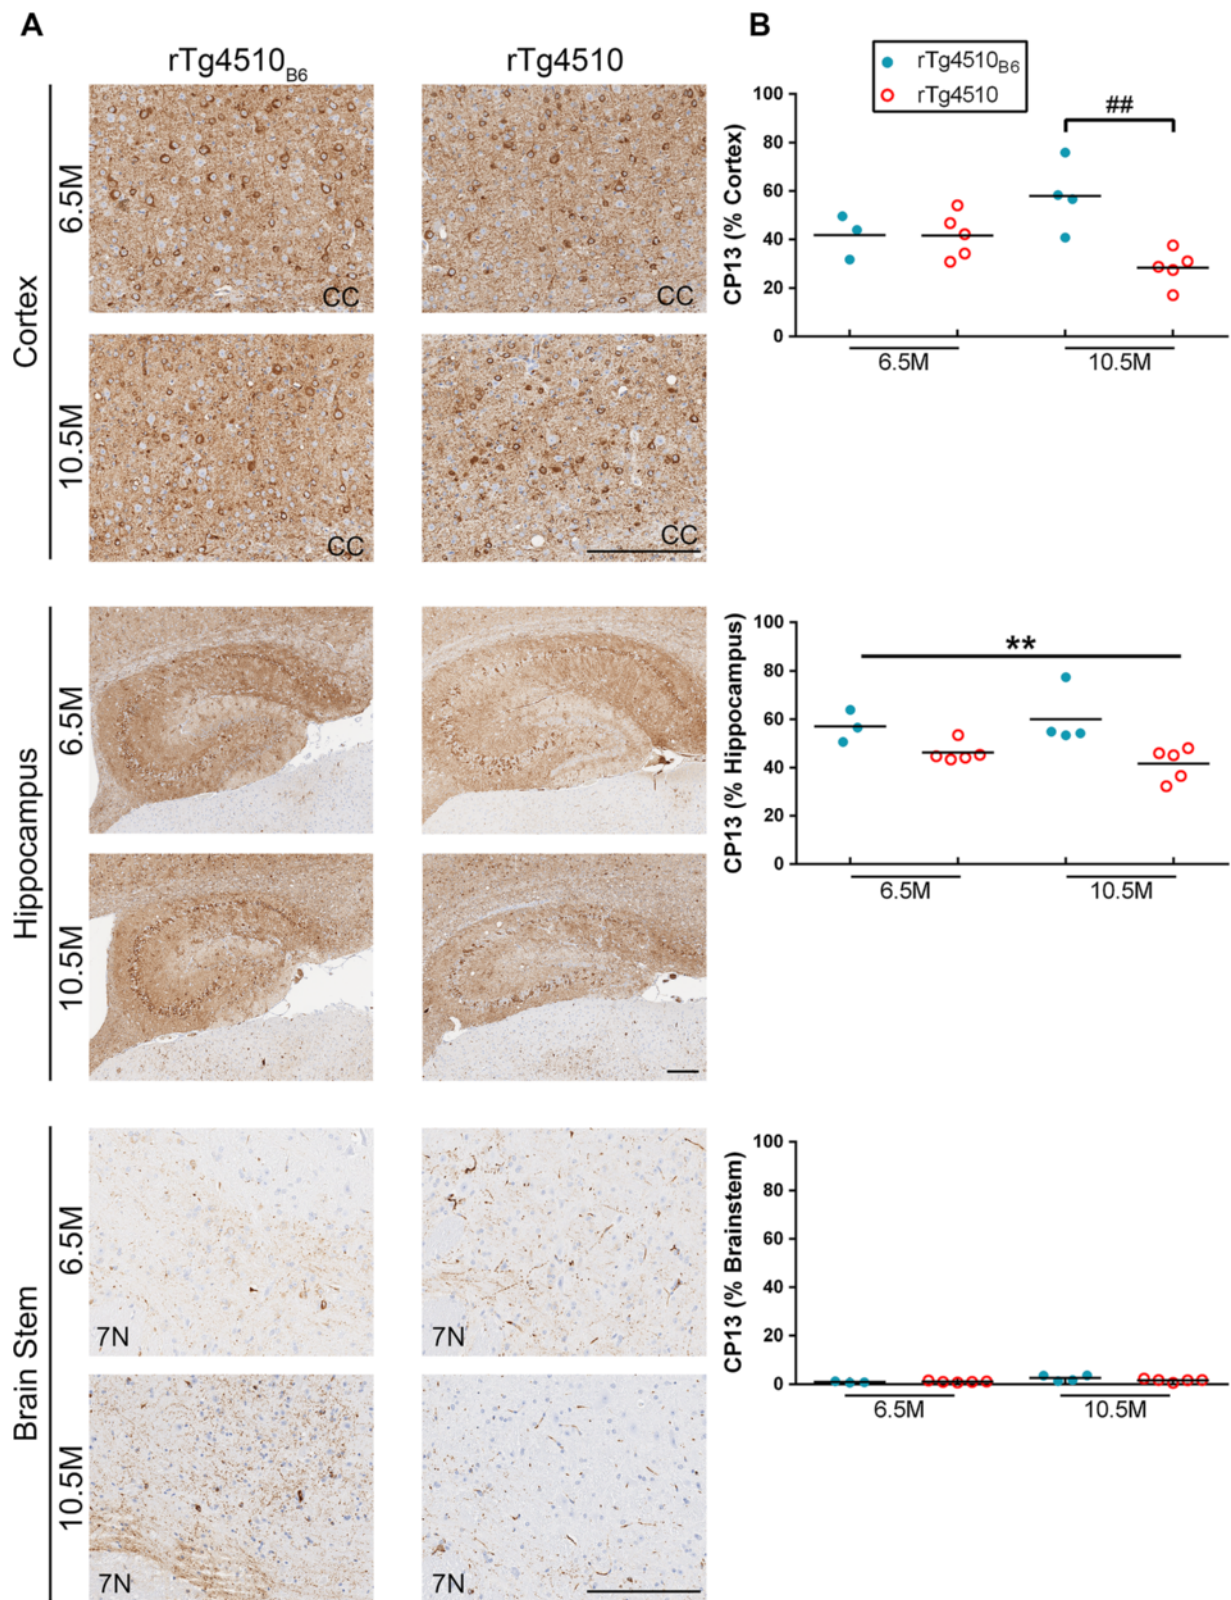 A
rTg4510B6
rTg4510
Cortex
6.5M
CC
CC
10.5M
CC
CC
Hippocampus
6.5M
10.5M
Brain Stem
6.5M
7N
7N
10.5M
7N
B
rTg4510B6
rTg4510
CP13 (% Cortex)
100
80
60
40
20
0
##
6.5M
10.5M
CP13 (% Hippocampus)
100
80
60
40
20
0
**
6.5M
10.5M
CP13 (% Brainstem)
100
80
60
40
20
0
6.5M
10.5M
7N